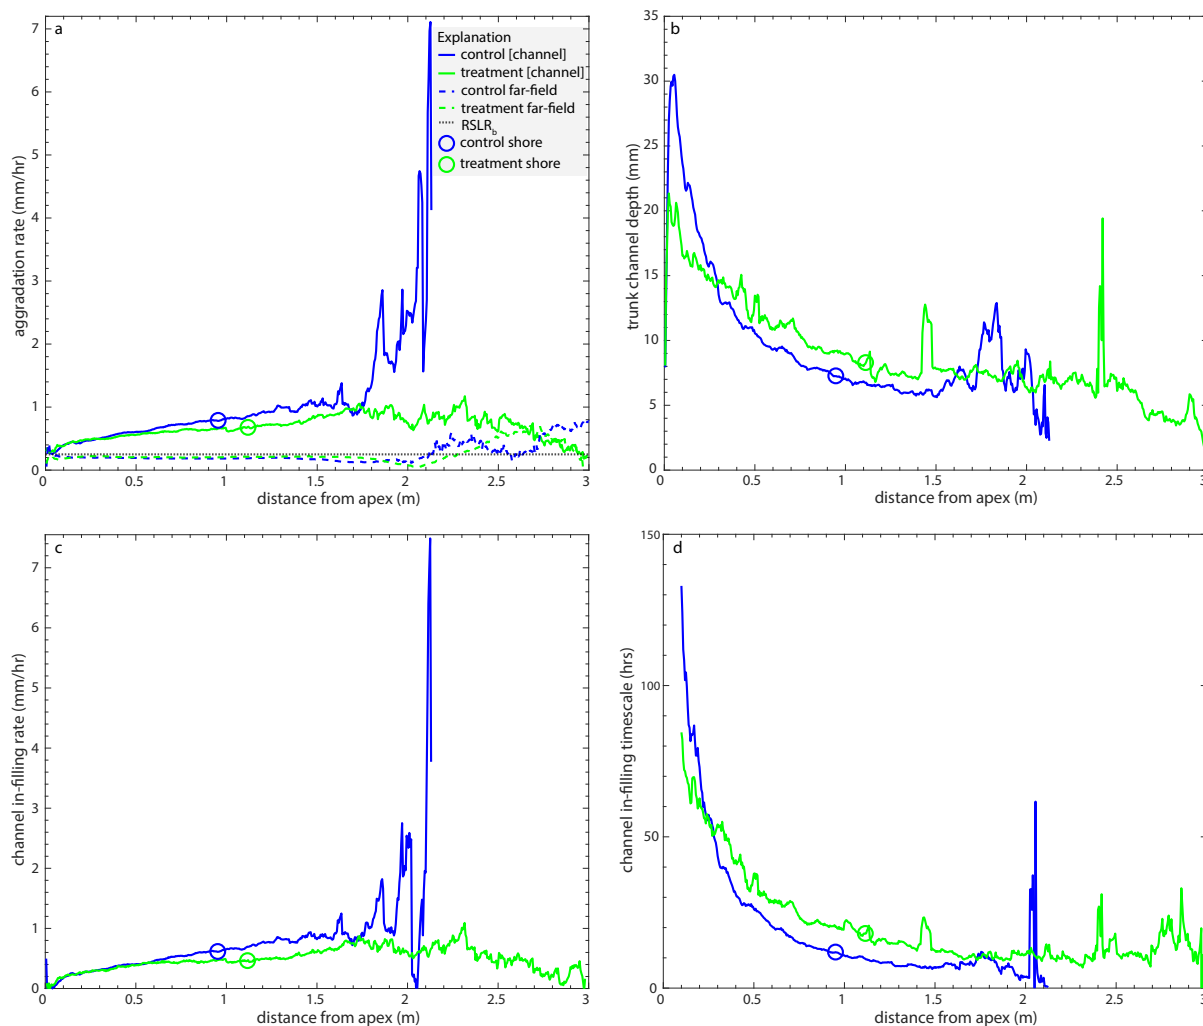 a
Explanation
control [channel]
treatment [channel]
control far-field
treatment far-field
RSLR_b
control shore
treatment shore
7
6
5
4
3
2
1
0
aggradation rate (mm/hr)
0
0.5
1
1.5
2
2.5
3
distance from apex (m)
b
35
30
25
20
15
10
5
0
trunk channel depth (mm)
0
0.5
1
1.5
2
2.5
3
distance from apex (m)
c
7
6
5
4
3
2
1
0
channel in-filling rate (mm/hr)
0
0.5
1
1.5
2
2.5
3
distance from apex (m)
d
150
100
50
0
channel in-filling timescale (hrs)
0
0.5
1
1.5
2
2.5
3
distance from apex (m)